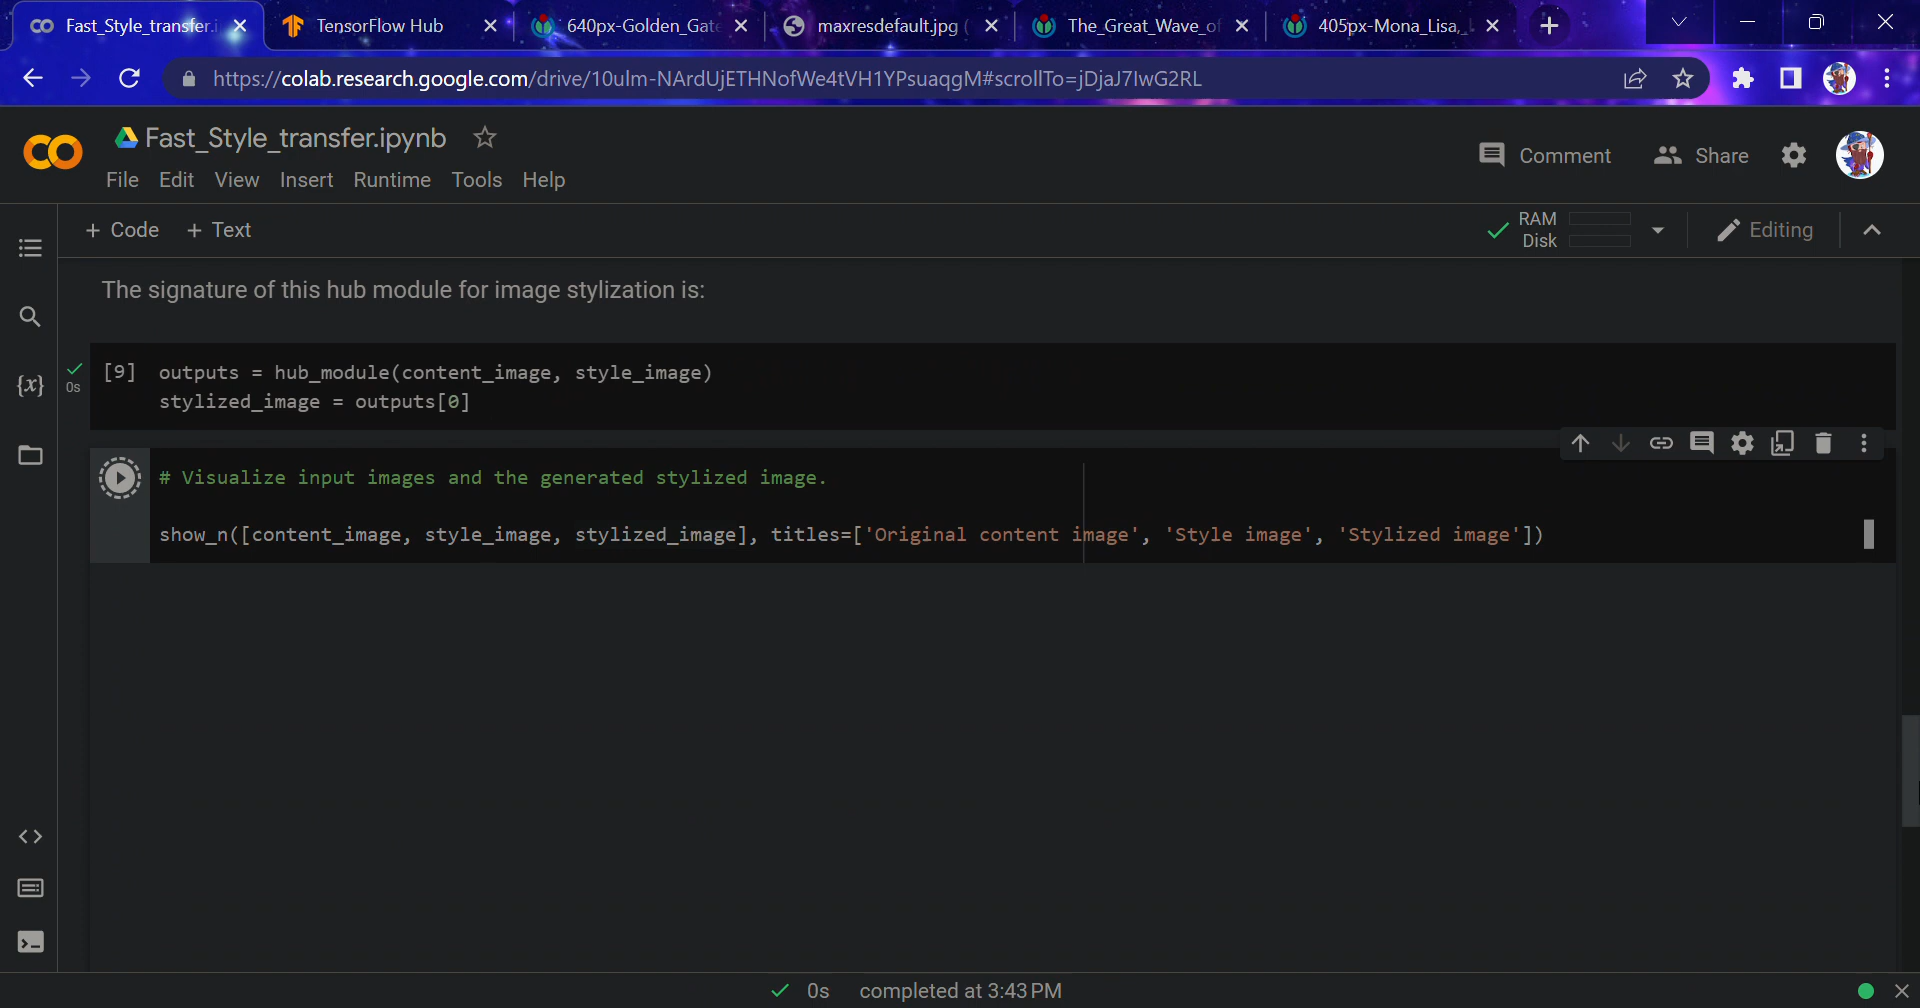 Fast_Style_transfer.i
TensorFlow Hub
640px-Golden_Gate
maxresdefault.jpg (
The_Great_Wave_of
405px-Mona_Lisa,_
https://colab.research.google.com/drive/10ulm-NArdUjETHNofWe4tVH1YPsuaqgM#scrollTo=jDjaJ7IwG2RL
CO
Fast_Style_transfer.ipynb
Comment
Share
File Edit View Insert Runtime Tools Help
+ Code + Text
RAM
Disk
Editing
The signature of this hub module for image stylization is:
{x}
0s
[9] outputs = hub_module(content_image, style_image)
stylized_image = outputs[0]
# Visualize input images and the generated stylized image.
show_n([content_image, style_image, stylized_image], titles=['Original content image', 'Style image', 'Stylized image'])
0s completed at 3:43 PM